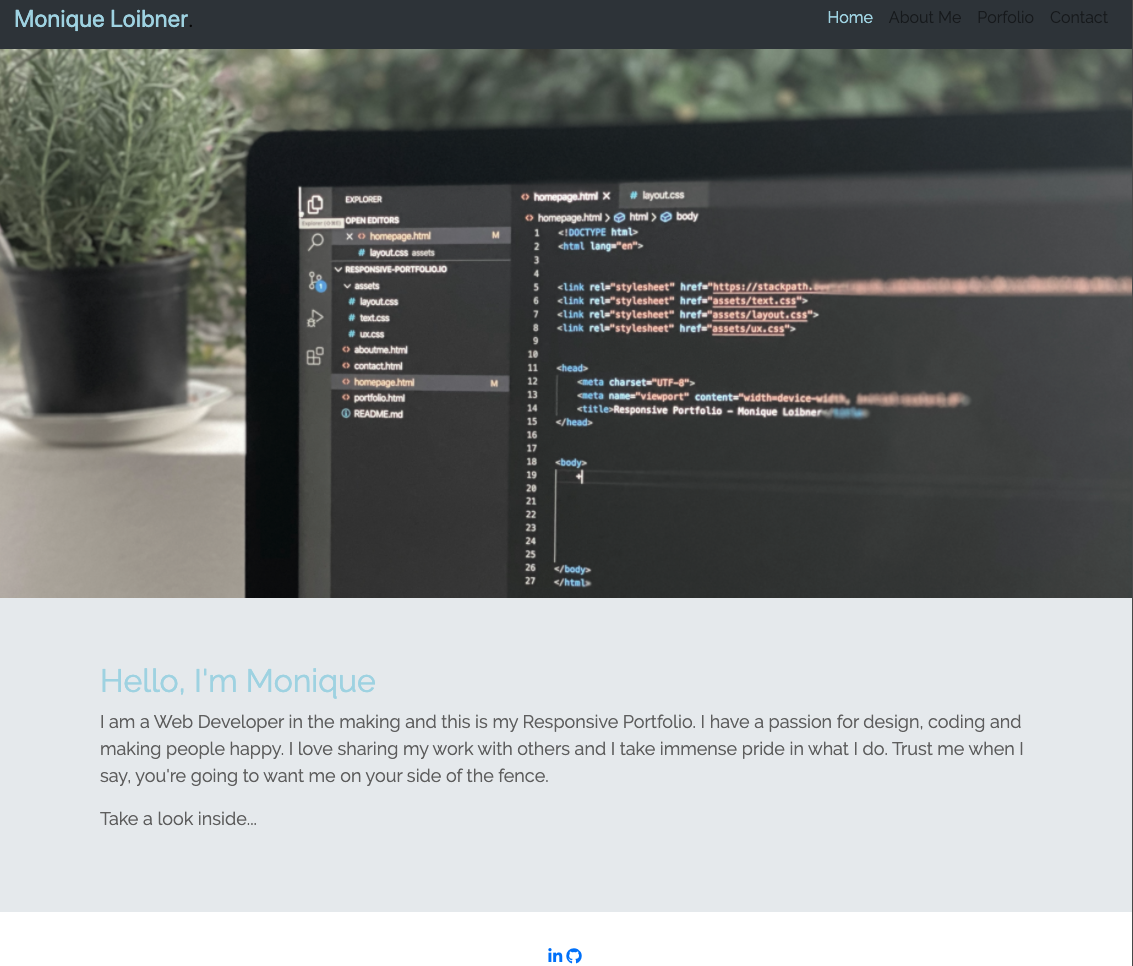 Monique Loibner.
Home About Me Porfolio Contact
EXPLORER
OPEN EDITORS
homepage.html M
layout.css assets
RESPONSIVE-PORTFOLIO.IO
1
assets
layout.css
text.css
ux.css
aboutme.html
contact.html
homepage.html M
portfolio.html
README.md
homepage.html X # layout.css
homepage.html > html > body
1 <!DOCTYPE html>
2 <html lang="en">
3
4
5 <link rel="stylesheet" href="https://stackpath.
6 <link rel="stylesheet" href="assets/text.css">
7 <link rel="stylesheet" href="assets/layout.css">
8 <link rel="stylesheet" href="assets/ux.css">
9
10
11 <head>
12 <meta charset="UTF-8">
13 <meta name="viewport" content="width=device-width,
14 <title>Responsive Portfolio - Monique Loibner
15 </head>
16
17
18 <body>
19
20
21
22
23
24
25
26 </body>
27 </html>
Hello, I'm Monique
I am a Web Developer in the making and this is my Responsive Portfolio. I have a passion for design, coding and
making people happy. I love sharing my work with others and I take immense pride in what I do. Trust me when I
say, you're going to want me on your side of the fence.
Take a look inside...
in